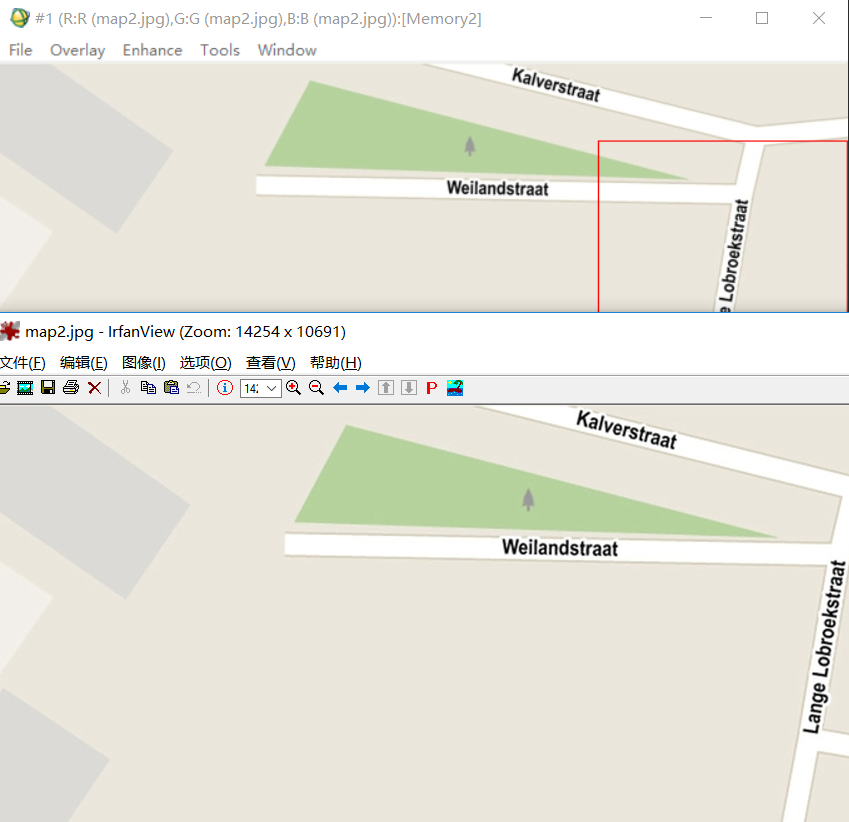 #1 (R:R (map2.jpg),G:G (map2.jpg),B:B (map2.jpg)):[Memory2]
File Overlay Enhance Tools Window
Kalverstraat
Weilandstraat
e Lobroekstraat
map2.jpg - IrfanView (Zoom: 14254 x 10691)
文件(F) 编辑(E) 图像(I) 选项(O) 查看(V) 帮助(H)
142
P
Kalverstraat
Weilandstraat
Lange Lobroekstraat